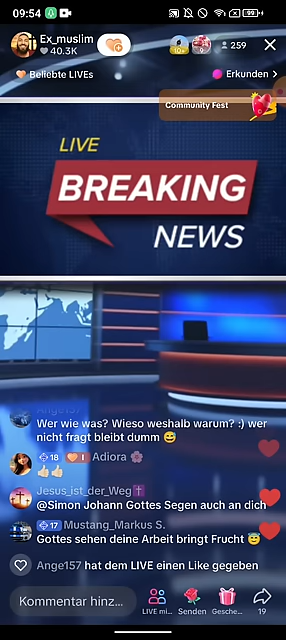 09:54
99
Ex_muslim
40.3K
10+
259
Beliebte LIVEs
Erkunden
Community Fest
LIVE
BREAKING
NEWS
Ange157
Wer wie was? Wieso weshalb warum? :) wer
nicht fragt bleibt dumm 😅
18 I Adiora 🌸
👍🏻👍🏻
Jesus_ist_der_Weg✝️
@Simon Johann Gottes Segen auch an dich
17 Mustang_Markus S.
Gottes sehen deine Arbeit bringt Frucht 😇
Ange157 hat dem LIVE einen Like gegeben
Kommentar hinz...
LIVE mi...
Senden
Gesche...
19